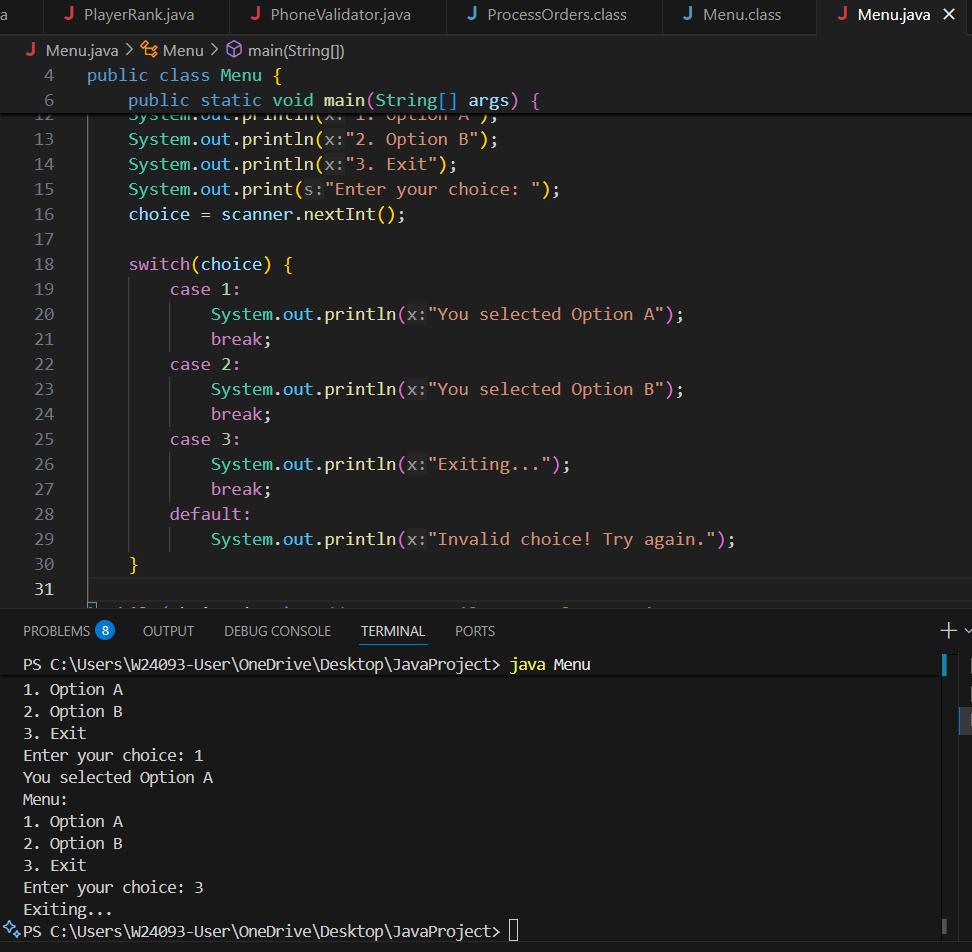 a
J PlayerRank.java
J PhoneValidator.java
J ProcessOrders.class
J Menu.class
J Menu.java
J Menu.java > Menu > main(String[])
4 public class Menu {
6 public static void main(String[] args) {
12 System.out.println(x:"1. Option A");
13 System.out.println(x:"2. Option B");
14 System.out.println(x:"3. Exit");
15 System.out.print(s:"Enter your choice: ");
16 choice = scanner.nextInt();
17
18 switch(choice) {
19 case 1:
20 System.out.println(x:"You selected Option A");
21 break;
22 case 2:
23 System.out.println(x:"You selected Option B");
24 break;
25 case 3:
26 System.out.println(x:"Exiting...");
27 break;
28 default:
29 System.out.println(x:"Invalid choice! Try again.");
30 }
31
PROBLEMS 8 OUTPUT DEBUG CONSOLE TERMINAL PORTS
PS C:\Users\W24093-User\OneDrive\Desktop\JavaProject> java Menu
1. Option A
2. Option B
3. Exit
Enter your choice: 1
You selected Option A
Menu:
1. Option A
2. Option B
3. Exit
Enter your choice: 3
Exiting...
PS C:\Users\W24093-User\OneDrive\Desktop\JavaProject>